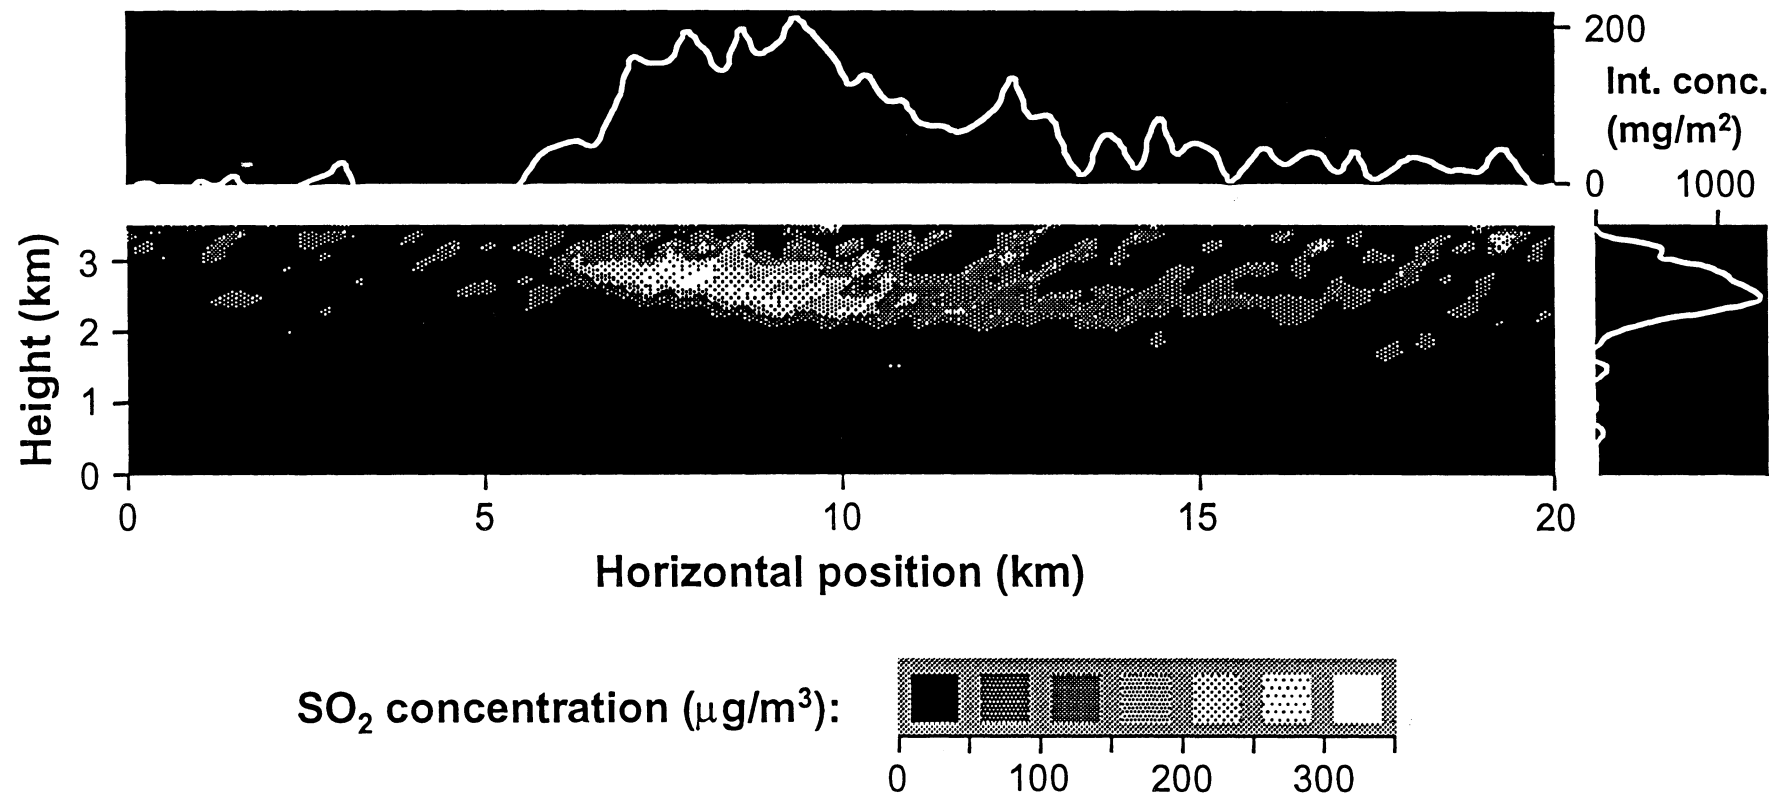 200
Int. conc.
(mg/m²)
0 1000
Height (km)
3
2
1
0
0 5 10 15 20
Horizontal position (km)
SO₂ concentration (μg/m³):
0 100 200 300